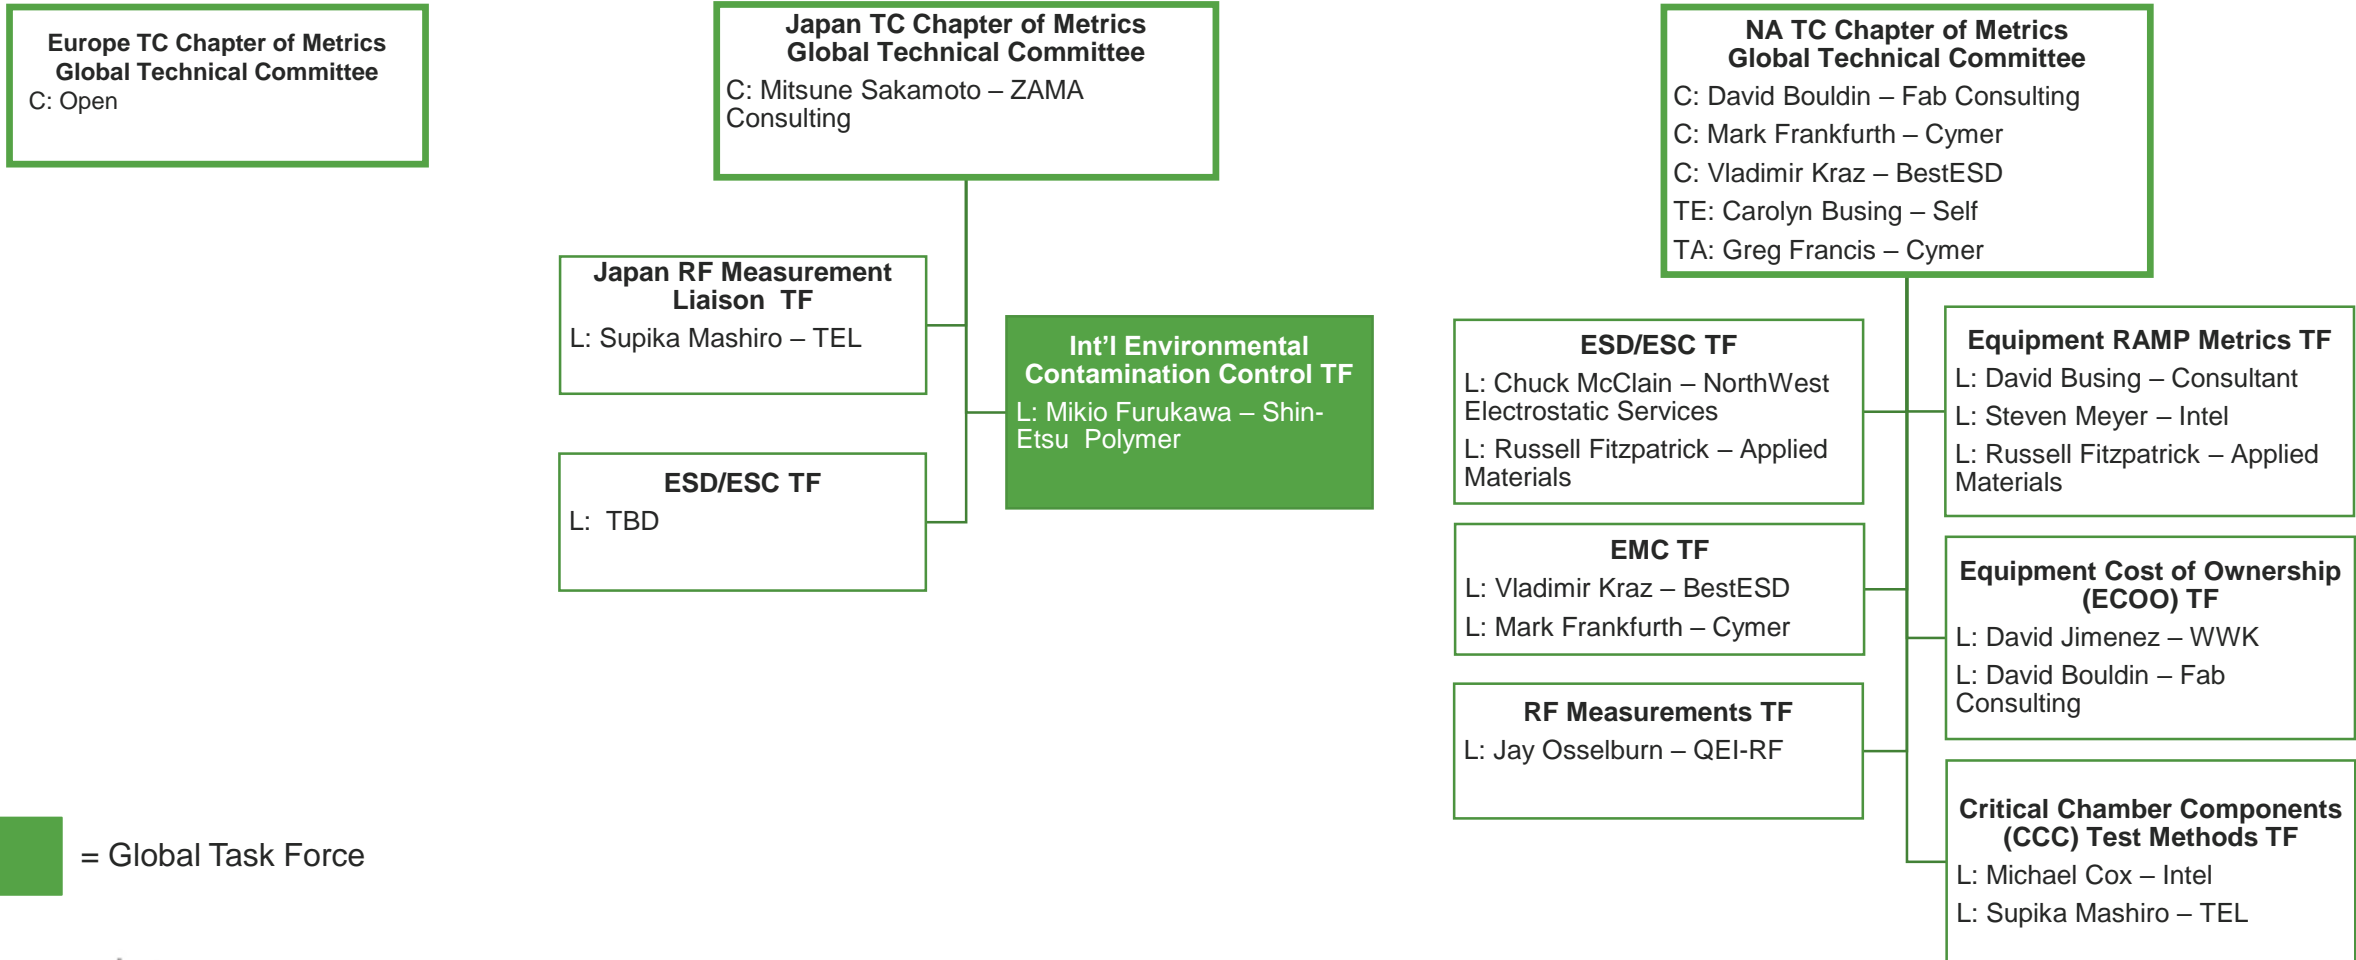 Europe TC Chapter of Metrics
Global Technical Committee
C: Open
Japan TC Chapter of Metrics
Global Technical Committee
C: Mitsune Sakamoto – ZAMA
Consulting
Japan RF Measurement
Liaison  TF
L: Supika Mashiro – TEL
Int'l Environmental
Contamination Control TF
L: Mikio Furukawa – Shin-
Etsu  Polymer
ESD/ESC TF
L:  TBD
NA TC Chapter of Metrics
Global Technical Committee
C: David Bouldin – Fab Consulting
C: Mark Frankfurth – Cymer
C: Vladimir Kraz – BestESD
TE: Carolyn Busing – Self
TA: Greg Francis – Cymer
ESD/ESC TF
L: Chuck McClain – NorthWest
Electrostatic Services
L: Russell Fitzpatrick – Applied
Materials
Equipment RAMP Metrics TF
L: David Busing – Consultant
L: Steven Meyer – Intel
L: Russell Fitzpatrick – Applied
Materials
EMC TF
L: Vladimir Kraz – BestESD
L: Mark Frankfurth – Cymer
Equipment Cost of Ownership
(ECOO) TF
L: David Jimenez – WWK
L: David Bouldin – Fab
Consulting
RF Measurements TF
L: Jay Osselburn – QEI-RF
Critical Chamber Components
(CCC) Test Methods TF
L: Michael Cox – Intel
L: Supika Mashiro – TEL
= Global Task Force